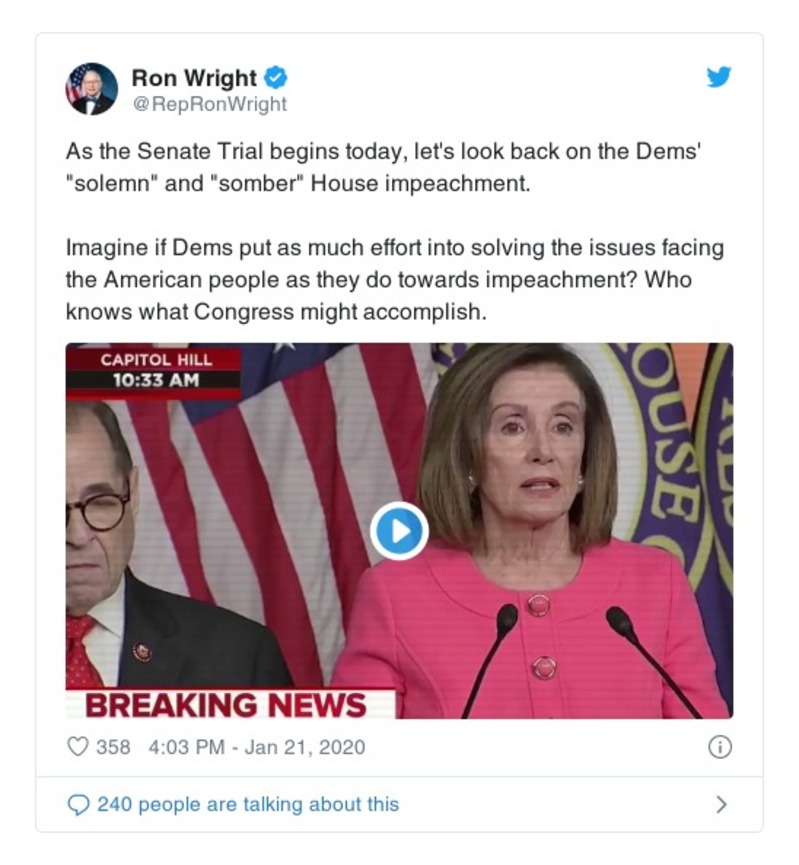 Ron Wright
@RepRonWright
As the Senate Trial begins today, let's look back on the Dems'
"solemn" and "somber" House impeachment.
Imagine if Dems put as much effort into solving the issues facing
the American people as they do towards impeachment? Who
knows what Congress might accomplish.
CAPITOL HILL
10:33 AM
OUSE
BREAKING NEWS
358 4:03 PM - Jan 21, 2020
240 people are talking about this